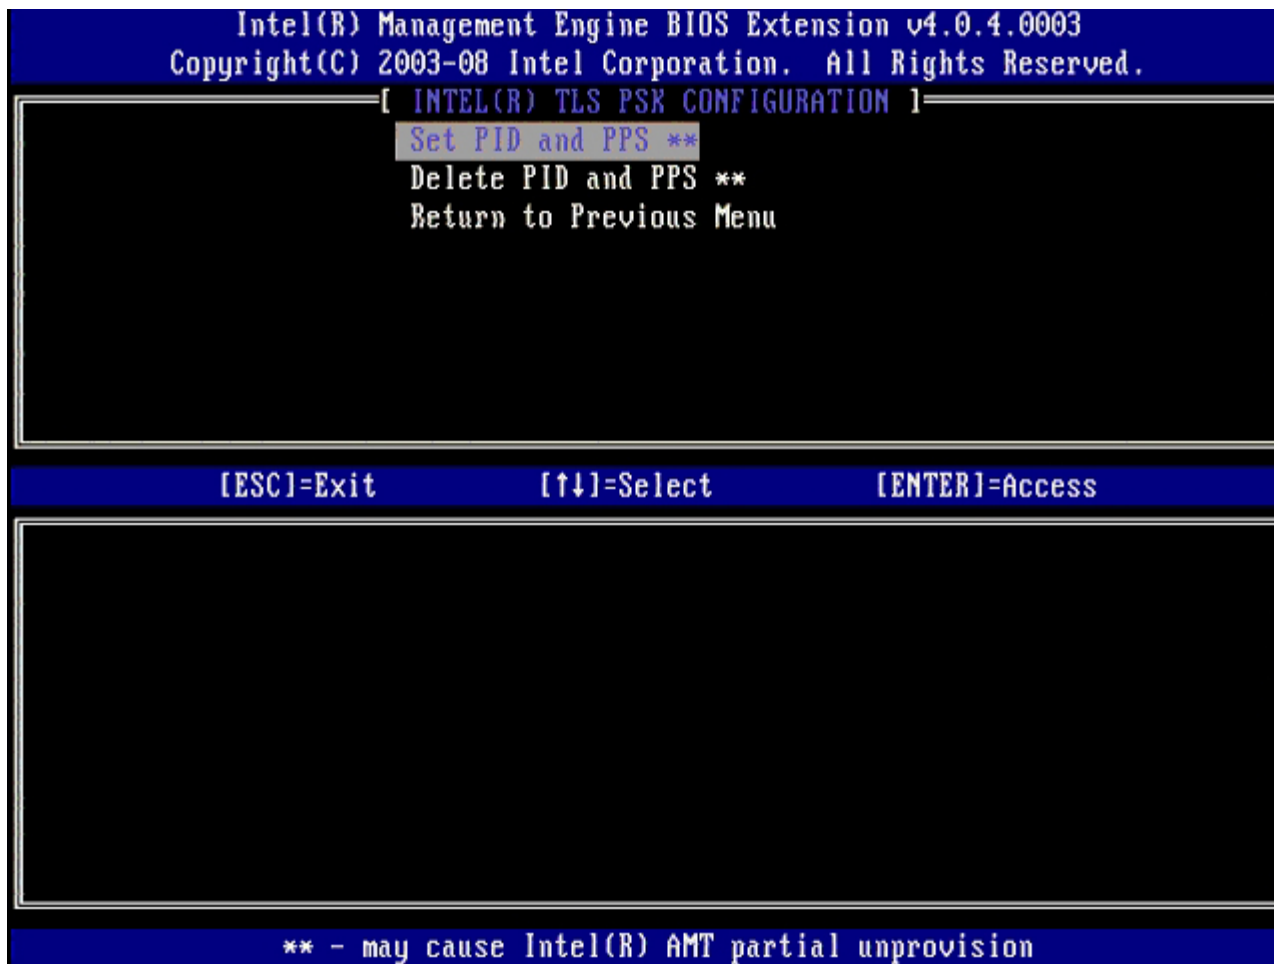 Intel(R) Management Engine BIOS Extension v4.0.4.0003
Copyright(C) 2003-08 Intel Corporation. All Rights Reserved.
[ INTEL(R) TLS PSK CONFIGURATION ]
Set PID and PPS **
Delete PID and PPS **
Return to Previous Menu
[ESC]=Exit [↑↓]=Select [ENTER]=Access
** - may cause Intel(R) AMT partial unprovision